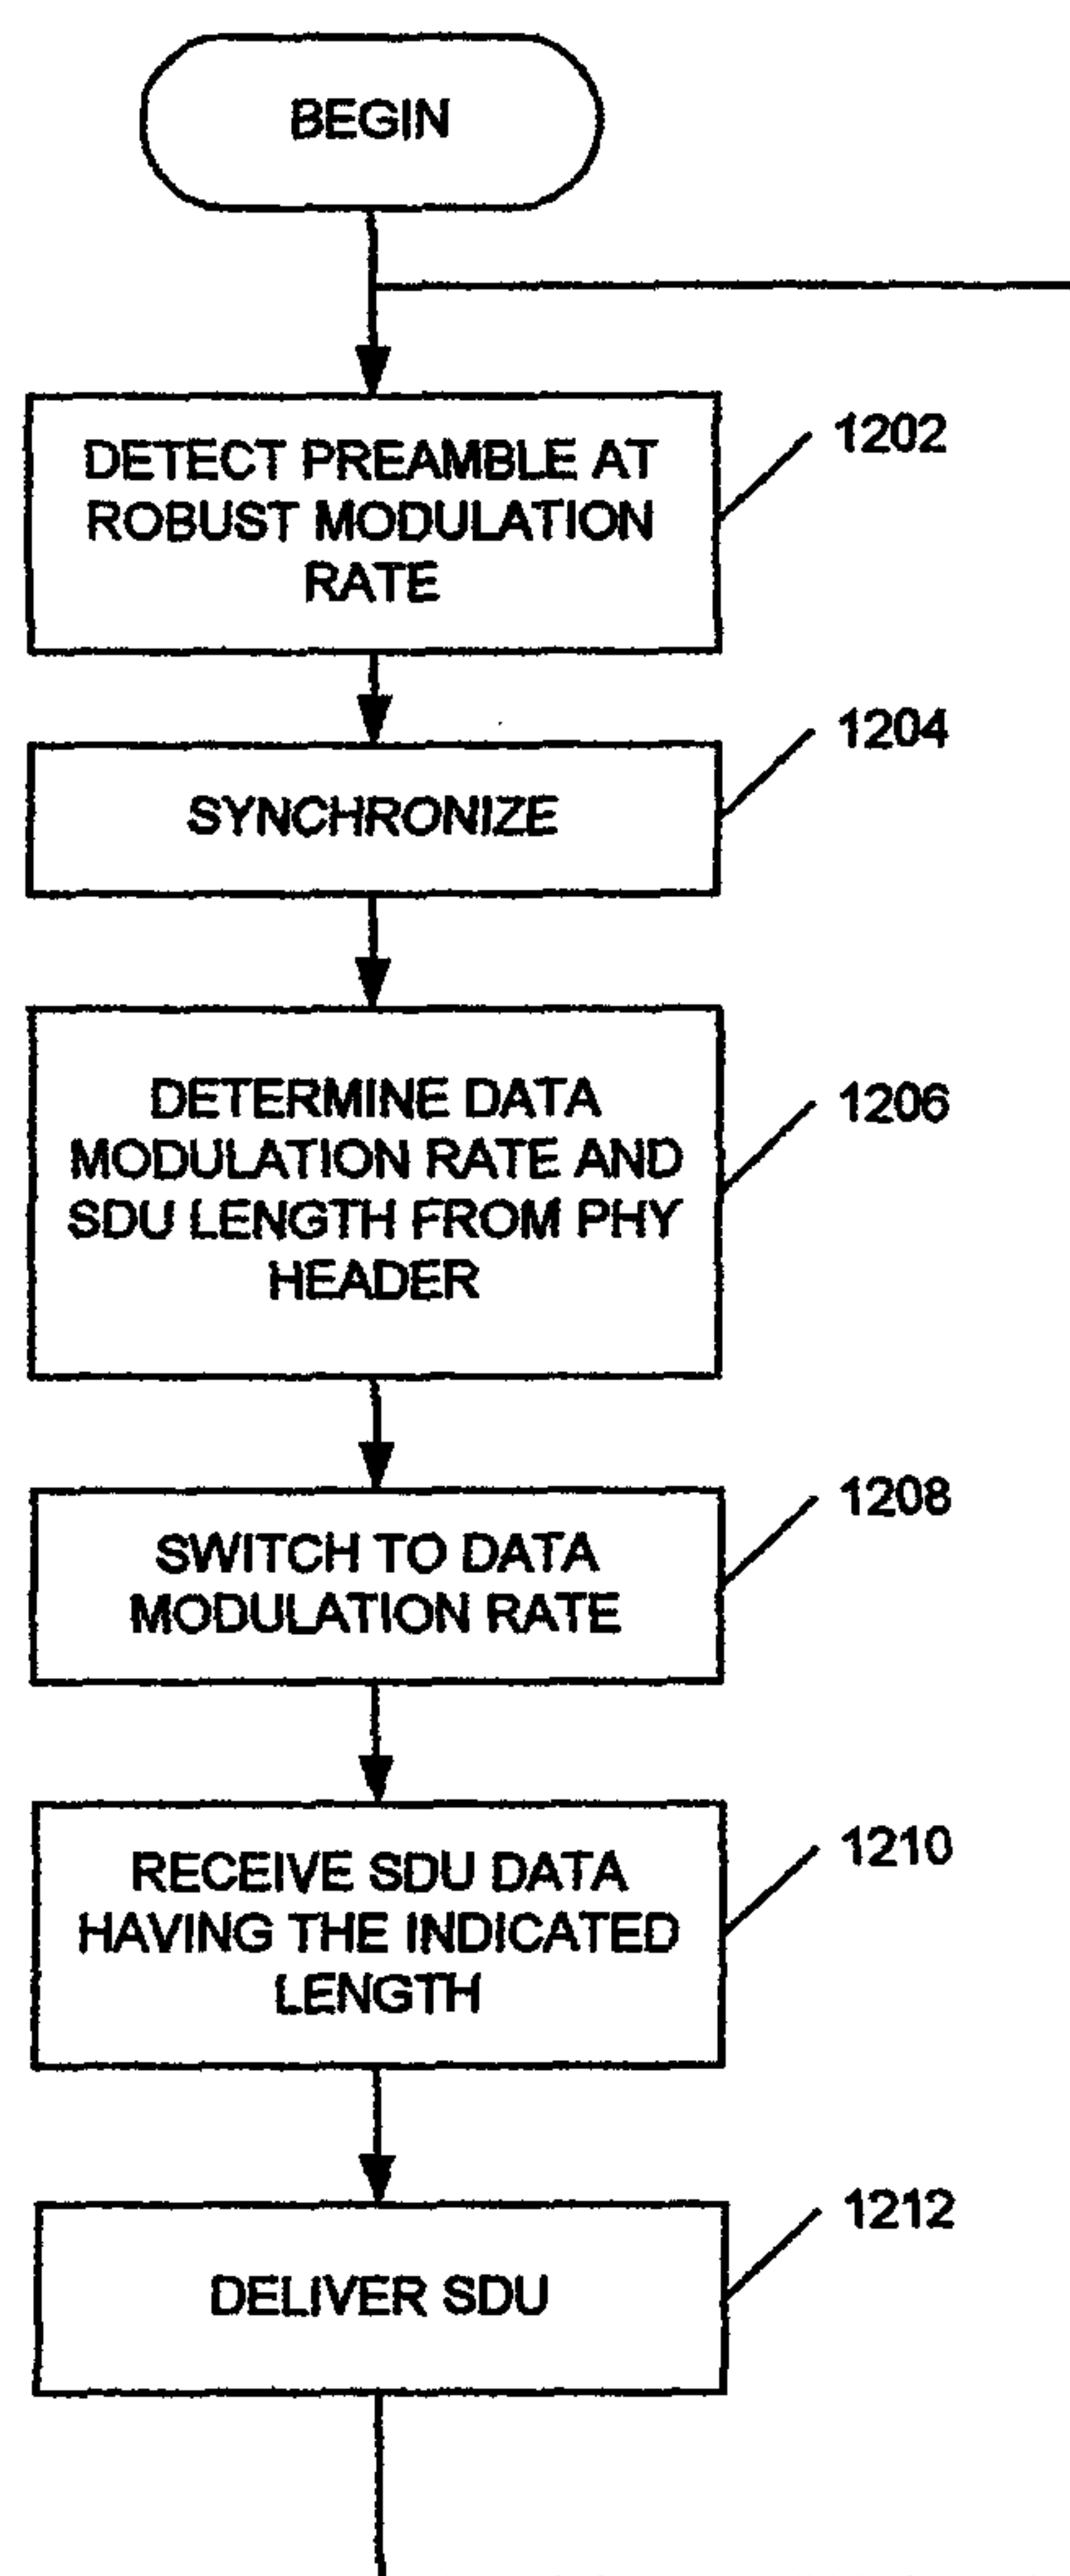 BEGIN
DETECT PREAMBLE AT
ROBUST MODULATION
RATE
1202
SYNCHRONIZE
1204
DETERMINE DATA
MODULATION RATE AND
SDU LENGTH FROM PHY
HEADER
1206
SWITCH TO DATA
MODULATION RATE
1208
RECEIVE SDU DATA
HAVING THE INDICATED
LENGTH
1210
DELIVER SDU
1212